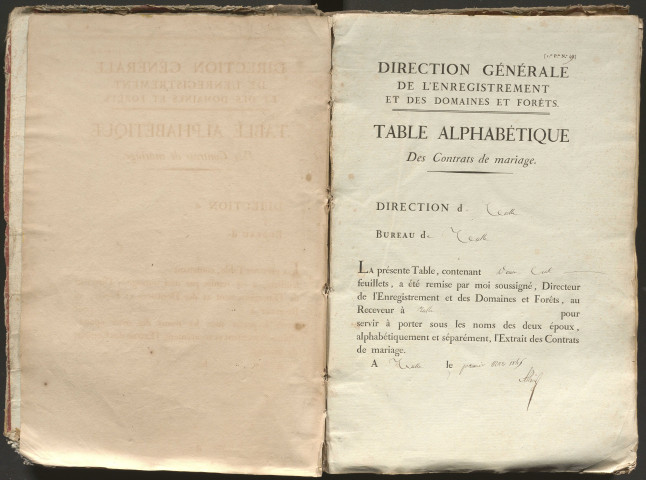 DIRECTION GÉNÉRALE
DE L'ENREGISTREMENT
ET DES DOMAINES ET FORÊTS.
TABLE ALPHABÉTIQUE
Des Contrats de mariage.
DIRECTION d
BUREAU d
LA présente Table, contenant
feuillets, a été remise par moi soussigné, Directeur
de l'Enregistrement et des Domaines et Forêts, au
Receveur à pour
servir à porter sous les noms des deux époux,
alphabétiquement et séparément, l'Extrait des Contrats
de mariage.
A le